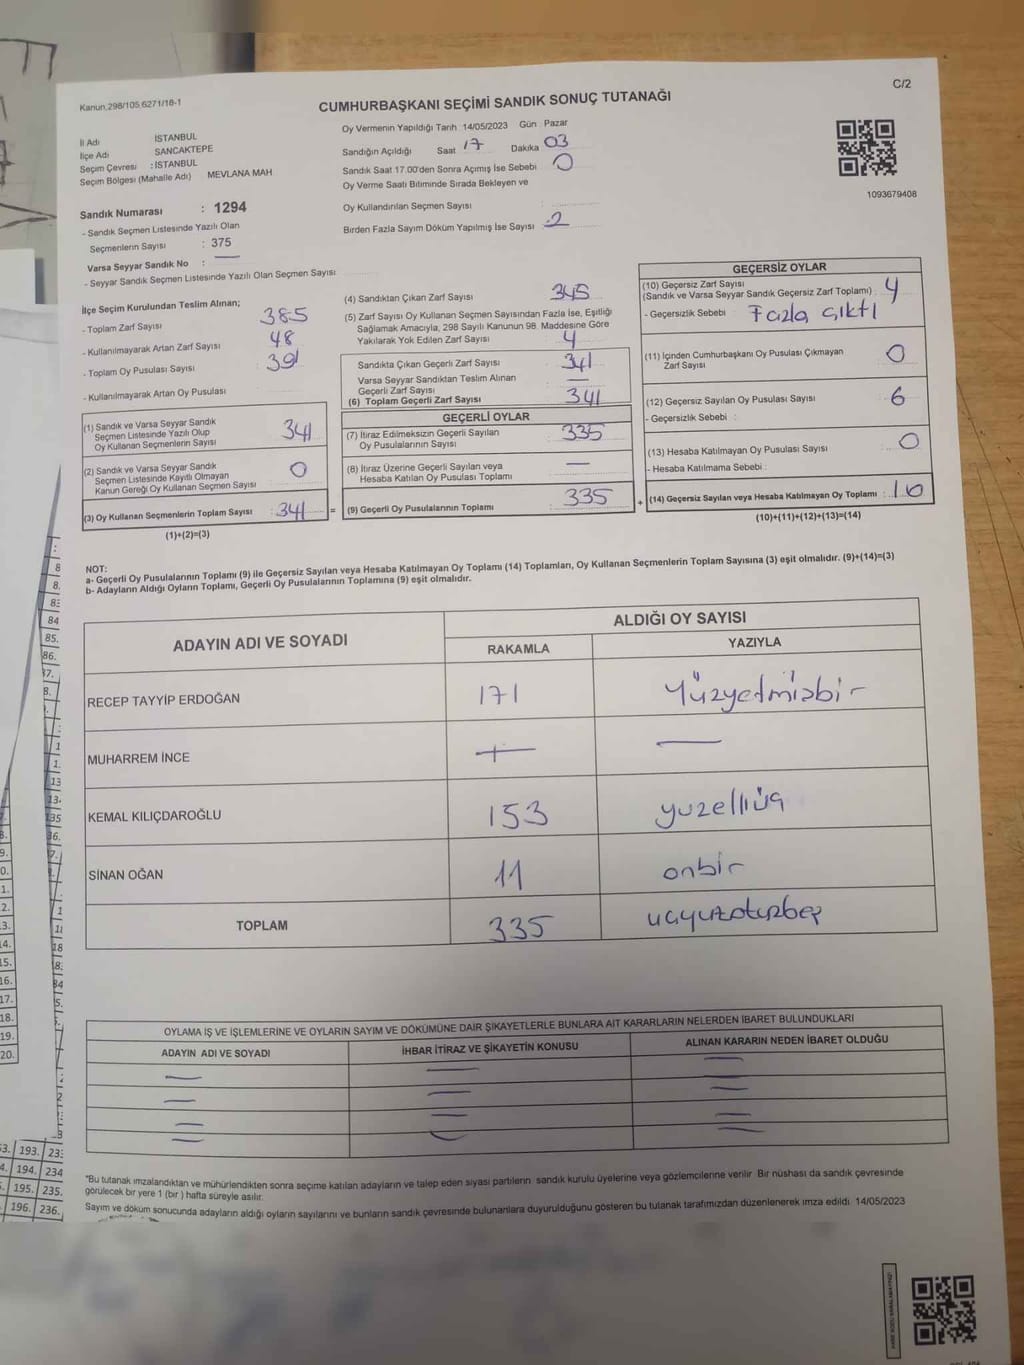 Kanun.298/105,6271/18-1
C/2
CUMHURBAŞKANI SEÇİMİ SANDIK SONUÇ TUTANAĞI
İl Adı İSTANBUL
İlçe Adı SANCAKTEPE
Seçim Çevresi : İSTANBUL
Seçim Bölgesi (Mahalle Adı) MEVLANA MAH
Sandık Numarası : 1294
- Sandık Seçmen Listesinde Yazılı Olan
Seçmenlerin Sayısı : 375
Varsa Seyyar Sandık No : —
- Seyyar Sandık Seçmen Listesinde Yazılı Olan Seçmen Sayısı
Oy Vermenin Yapıldığı Tarih : 14/05/2023 Gün : Pazar
Sandığın Açıldığı Saat 17 Dakika 03
Sandık Saat 17.00'den Sonra Açımış İse Sebebi 0
Oy Verme Saati Bitiminde Sırada Bekleyen ve
Oy Kullandırılan Seçmen Sayısı
Birden Fazla Sayım Döküm Yapılmış İse Sayısı 2
1093679408
İlçe Seçim Kurulundan Teslim Alınan;
- Toplam Zarf Sayısı 385
- Kullanılmayarak Artan Zarf Sayısı 48
- Toplam Oy Pusulası Sayısı 391
- Kullanılmayarak Artan Oy Pusulası
(1) Sandık ve Varsa Seyyar Sandık
Seçmen Listesinde Yazılı Olup
Oy Kullanan Seçmenlerin Sayısı 341
(2) Sandık ve Varsa Seyyar Sandık
Seçmen Listesinde Kayıtlı Olmayan
Kanun Gereği Oy Kullanan Seçmen Sayısı 0
(3) Oy Kullanan Seçmenlerin Toplam Sayısı : 341 =
(1)+(2)=(3)
(4) Sandıktan Çıkan Zarf Sayısı 345
(5) Zarf Sayısı Oy Kullanan Seçmen Sayısından Fazla İse, Eşitliği
Sağlamak Amacıyla, 298 Sayılı Kanunun 98. Maddesine Göre
Yakılarak Yok Edilen Zarf Sayısı 4
Sandıkta Çıkan Geçerli Zarf Sayısı 341
Varsa Seyyar Sandıktan Teslim Alınan
Geçerli Zarf Sayısı —
(6) Toplam Geçerli Zarf Sayısı 341
GEÇERLİ OYLAR
(7) İtiraz Edilmeksizin Geçerli Sayılan
Oy Pusulalarının Sayısı 335
(8) İtiraz Üzerine Geçerli Sayılan veya
Hesaba Katılan Oy Pusulası Toplamı —
(9) Geçerli Oy Pusulalarının Toplamı 335 +
GEÇERSİZ OYLAR
(10) Geçersiz Zarf Sayısı
(Sandık ve Varsa Seyyar Sandık Geçersiz Zarf Toplamı) : 4
- Geçersizlik Sebebi : Fazla çıktı
(11) İçinden Cumhurbaşkanı Oy Pusulası Çıkmayan
Zarf Sayısı 0
(12) Geçersiz Sayılan Oy Pusulası Sayısı 6
- Geçersizlik Sebebi :
(13) Hesaba Katılmayan Oy Pusulası Sayısı 0
- Hesaba Katılmama Sebebi :
(14) Geçersiz Sayılan veya Hesaba Katılmayan Oy Toplamı : 10
(10)+(11)+(12)+(13)=(14)
NOT:
a- Geçerli Oy Pusulalarının Toplamı (9) ile Geçersiz Sayılan veya Hesaba Katılmayan Oy Toplamı (14) Toplamları, Oy Kullanan Seçmenlerin Toplam Sayısına (3) eşit olmalıdır. (9)+(14)=(3)
b- Adayların Aldığı Oyların Toplamı, Geçerli Oy Pusulalarının Toplamına (9) eşit olmalıdır.
ADAYIN ADI VE SOYADI ALDIĞI OY SAYISI
RAKAMLA YAZIYLA
RECEP TAYYİP ERDOĞAN 171 Yüzyetmişbir
MUHARREM İNCE — —
KEMAL KILIÇDAROĞLU 153 yuzelliüç
SİNAN OĞAN 11 onbir
TOPLAM 335 uçyuzotuzbeş
OYLAMA İŞ VE İŞLEMLERİNE VE OYLARIN SAYIM VE DÖKÜMÜNE DAİR ŞİKAYETLERLE BUNLARA AİT KARARLARIN NELERDEN İBARET BULUNDUKLARI
ADAYIN ADI VE SOYADI İHBAR İTİRAZ VE ŞİKAYETİN KONUSU ALINAN KARARIN NEDEN İBARET OLDUĞU
— — —
— — —
— — —
— — —
"Bu tutanak imzalandıktan ve mühürlendikten sonra seçime katılan adayların ve talep eden siyasi partilerin sandık kurulu üyelerine veya gözlemcilerine verilir. Bir nüshası da sandık çevresinde
görülecek bir yere 1 (bir) hafta süreyle asılır.
Sayım ve döküm sonucunda adayların aldığı oyların sayılarını ve bunların sandık çevresinde bulunanlara duyurulduğunu gösteren bu tutanak tarafımızdan düzenlenerek imza edildi. 14/05/2023
193.
194. 234
195. 235.
196. 236.